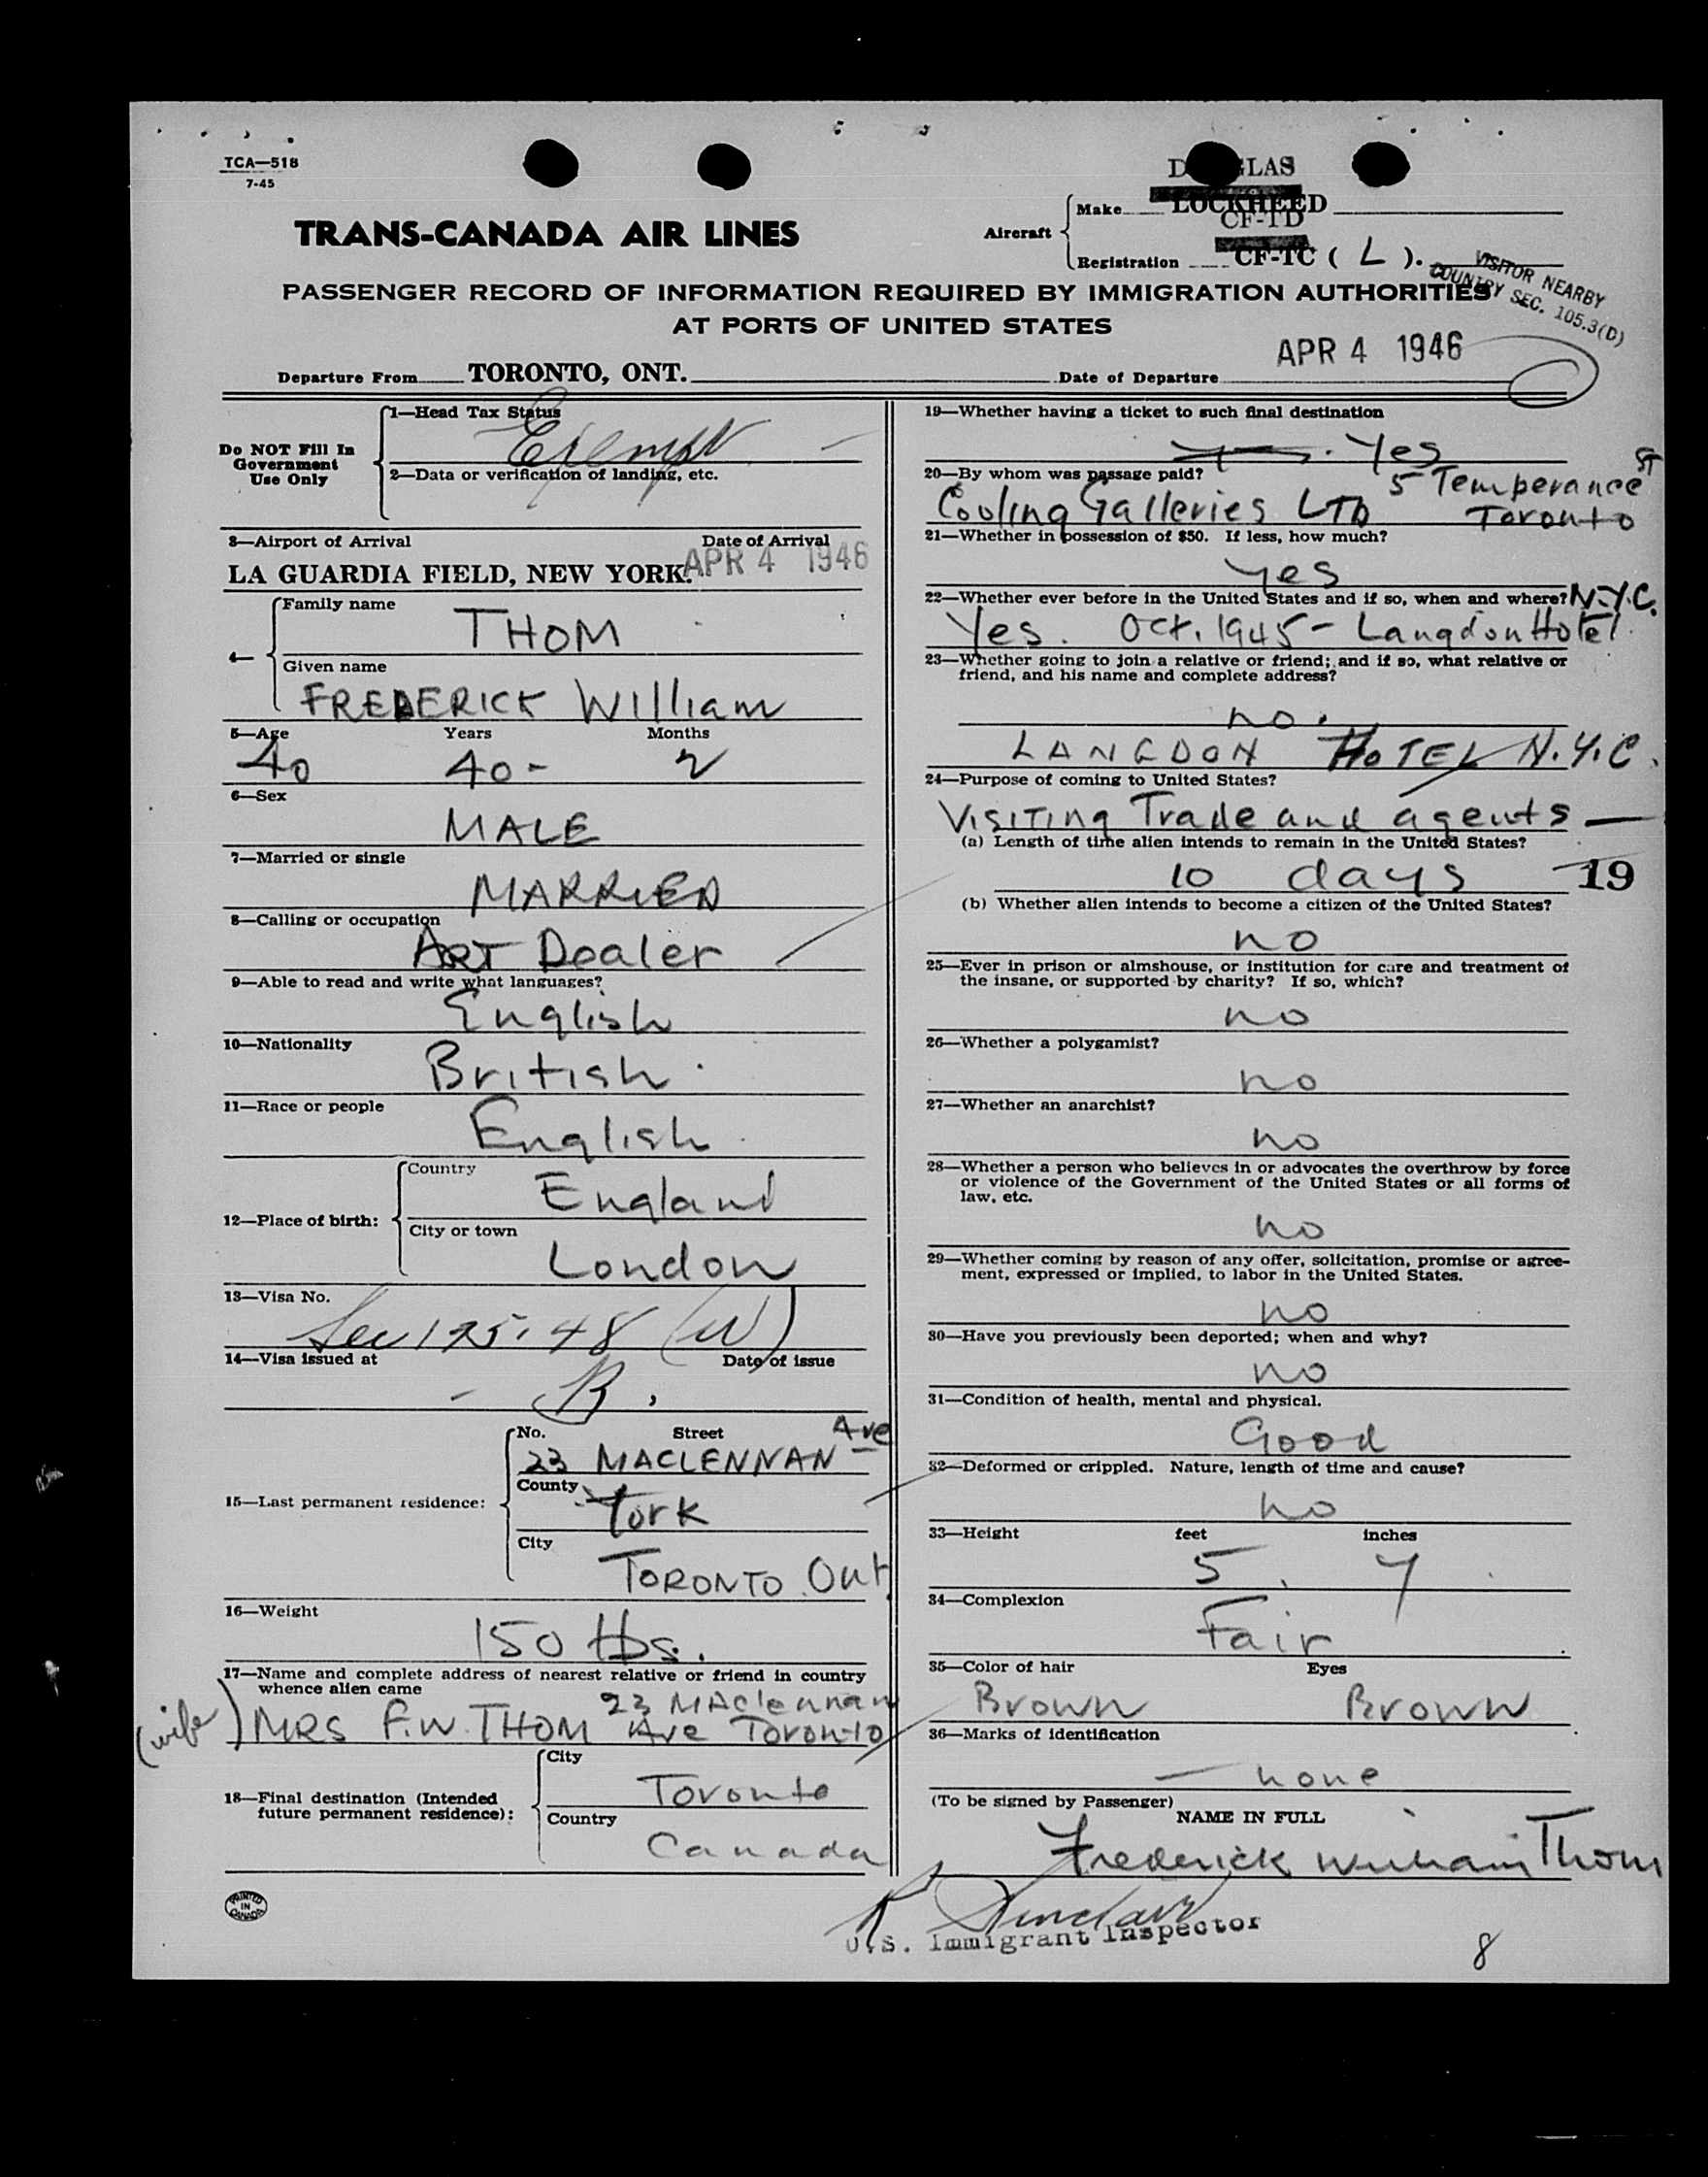 TCA—518
7-45
TRANS-CANADA AIR LINES
Aircraft
Make
LOCKHEED
CF-TD
Registration
CF-TC ( L ).
VISITOR NEARBY
COUNTRY SEC. 105.3(D)
PASSENGER RECORD OF INFORMATION REQUIRED BY IMMIGRATION AUTHORITIES
AT PORTS OF UNITED STATES
Departure From TORONTO, ONT.
Date of Departure APR 4 1946
Do NOT Fill In
Government
Use Only
1—Head Tax Status
Exempt
2—Data or verification of landing, etc.
3—Airport of Arrival Date of Arrival
LA GUARDIA FIELD, NEW YORK. APR 4 1946
4—
Family name
THOM
Given name
FREDERICK William
5—Age Years Months
40 40- 2
6—Sex
MALE
7—Married or single
MARRIED
8—Calling or occupation
ART Dealer
9—Able to read and write what languages?
English
10—Nationality
British.
11—Race or people
English.
12—Place of birth:
Country
England
City or town
London
13—Visa No.
Sec 175.48 (W)
14—Visa issued at Date of issue
- B,
15—Last permanent residence:
No. Street
23 MACLENNAN Ave
County
York
City
TORONTO. Ont
16—Weight
150 lbs.
17—Name and complete address of nearest relative or friend in country
whence alien came
(wife) MRS F.W. THOM 23 MAclennan
Ave Toronto
18—Final destination (Intended
future permanent residence):
City
Toronto
Country
Canada
PRINTED
IN
CANADA
19—Whether having a ticket to such final destination
Yes
20—By whom was passage paid?
Cooling Galleries LTD 5 Temperance ST
Toronto
21—Whether in possession of $50. If less, how much?
yes
22—Whether ever before in the United States and if so, when and where? N.Y.C.
Yes. Oct. 1945 - Langdon Hotel.
23—Whether going to join a relative or friend; and if so, what relative or
friend, and his name and complete address?
no.
LANGDON HOTEL N.Y.C.
24—Purpose of coming to United States?
VISITING Trade and agents —
(a) Length of time alien intends to remain in the United States?
10 days 19
(b) Whether alien intends to become a citizen of the United States?
no
25—Ever in prison or almshouse, or institution for care and treatment of
the insane, or supported by charity? If so, which?
no
26—Whether a polygamist?
no
27—Whether an anarchist?
no
28—Whether a person who believes in or advocates the overthrow by force
or violence of the Government of the United States or all forms of
law, etc.
no
29—Whether coming by reason of any offer, solicitation, promise or agree-
ment, expressed or implied, to labor in the United States.
no
30—Have you previously been deported; when and why?
no
31—Condition of health, mental and physical.
Good
32—Deformed or crippled. Nature, length of time and cause?
no
33—Height feet inches
5. 7
34—Complexion
Fair
35—Color of hair Eyes
Brown Brown
36—Marks of identification
— none
(To be signed by Passenger)
NAME IN FULL
Frederick William Thom
Sinclair
U.S. Immigrant Inspector
8